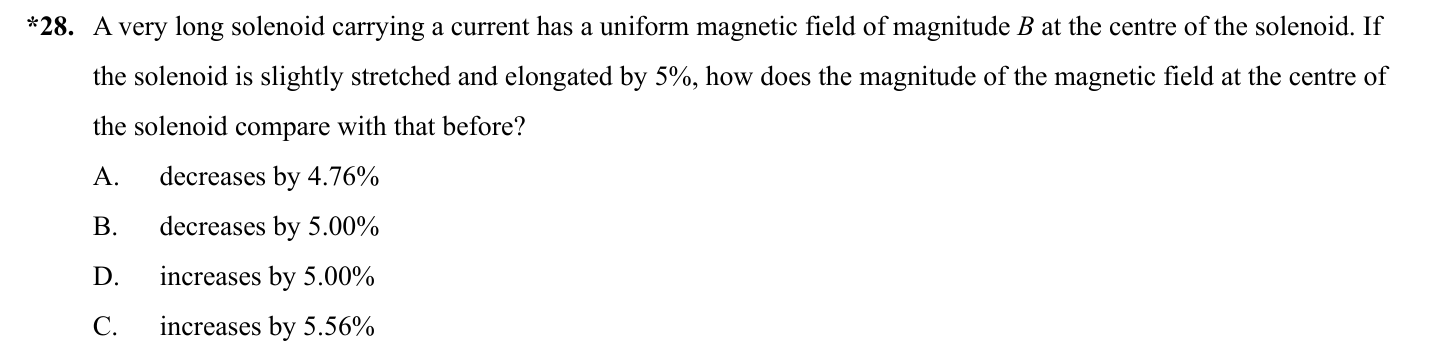 *28. A very long solenoid carrying a current has a uniform magnetic field of magnitude B at the centre of the solenoid. If
the solenoid is slightly stretched and elongated by 5%, how does the magnitude of the magnetic field at the centre of
the solenoid compare with that before?
A. decreases by 4.76%
B. decreases by 5.00%
D. increases by 5.00%
C. increases by 5.56%